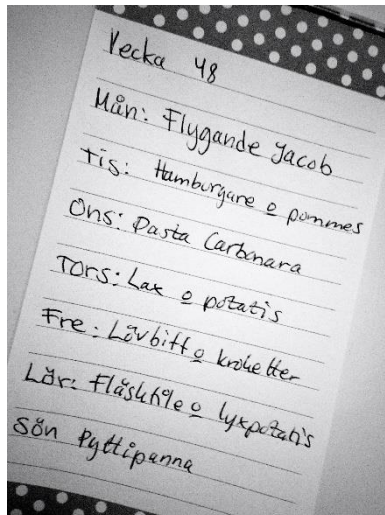 Vecka 48
Mån: Flygande Jacob
Tis: Hamburgare o pommes
Ons: Pasta Carbonara
Tors: Lax o potatis
Fre: Lövbiff o kroketter
Lör: Fläskfile o lyxpotatis
Sön Pyttipanna